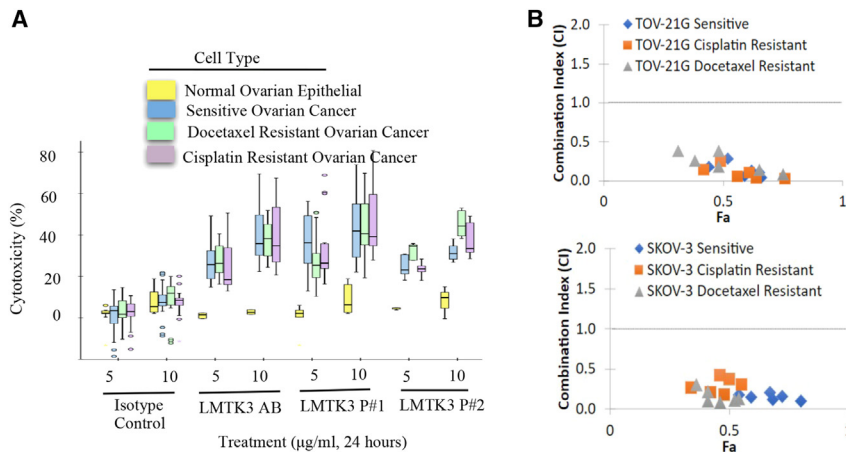 A
Cell Type
Normal Ovarian Epithelial
Sensitive Ovarian Cancer
Docetaxel Resistant Ovarian Cancer
Cisplatin Resistant Ovarian Cancer
Cytotoxicity (%)
80
60
40
20
0
5 10 5 10 5 10 5 10
Isotype Control
LMTK3 AB
LMTK3 P#1
LMTK3 P#2
Treatment (µg/ml, 24 hours)
B
Combination Index (CI)
2.0
1.5
1.0
0.5
0.0
TOV-21G Sensitive
TOV-21G Cisplatin Resistant
TOV-21G Docetaxel Resistant
0 0.5 1
Fa
Combination Index (CI)
2.0
1.5
1.0
0.5
0.0
SKOV-3 Sensitive
SKOV-3 Cisplatin Resistant
SKOV-3 Docetaxel Resistant
0 0.5 1
Fa